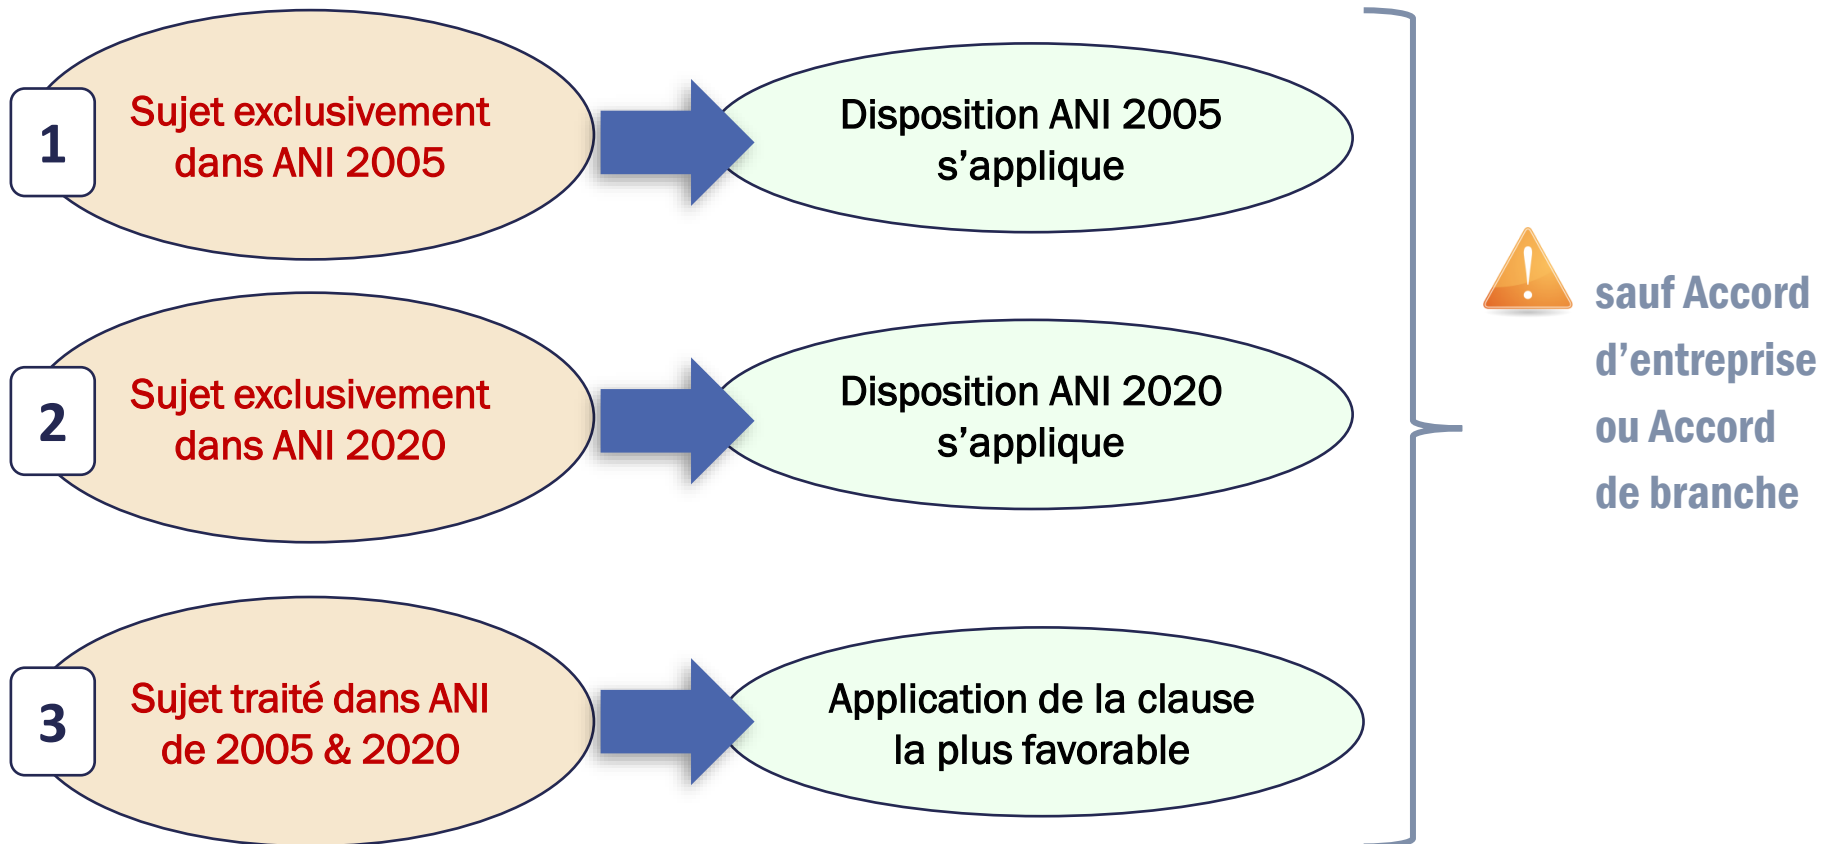 1
Sujet exclusivement
dans ANI 2005
Disposition ANI 2005
s’applique
2
Sujet exclusivement
dans ANI 2020
Disposition ANI 2020
s’applique
3
Sujet traité dans ANI
de 2005 & 2020
Application de la clause
la plus favorable
!
sauf Accord
d’entreprise
ou Accord
de branche